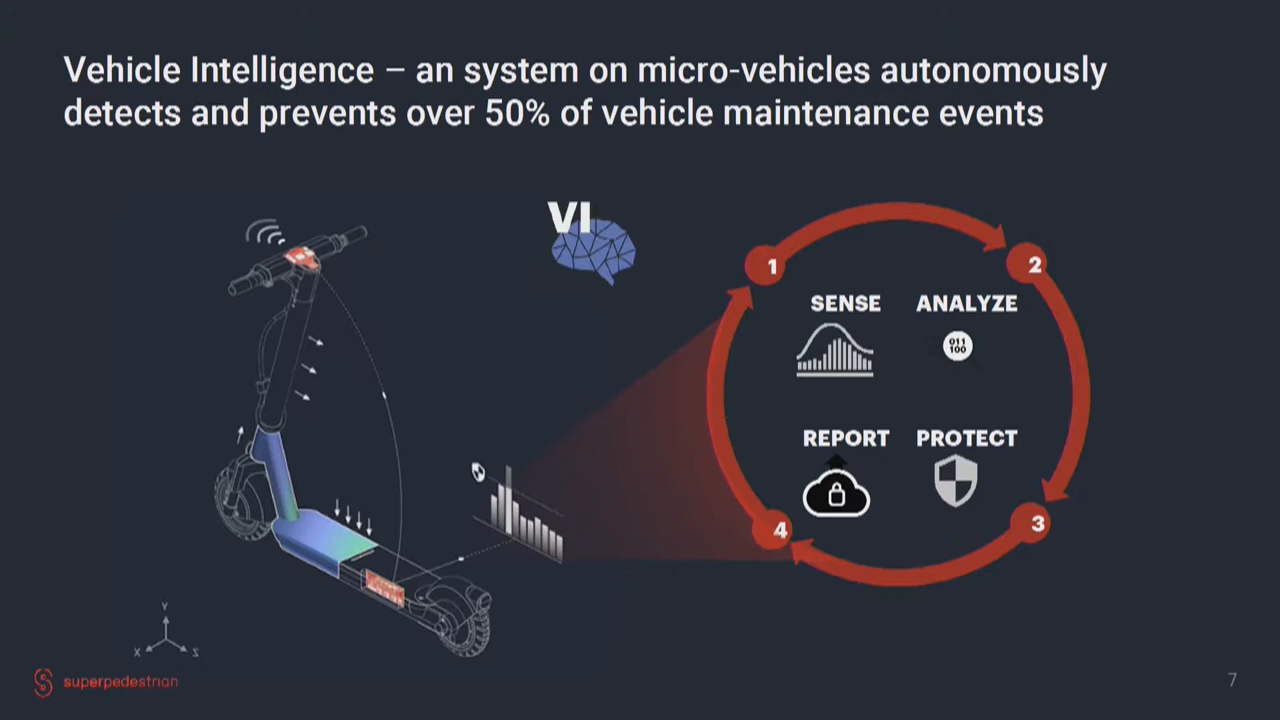 Vehicle Intelligence – an system on micro-vehicles autonomously
detects and prevents over 50% of vehicle maintenance events
VI
1
2
SENSE
ANALYZE
011
100
REPORT
PROTECT
4
3
Y
X
Z
superpedestrian
7